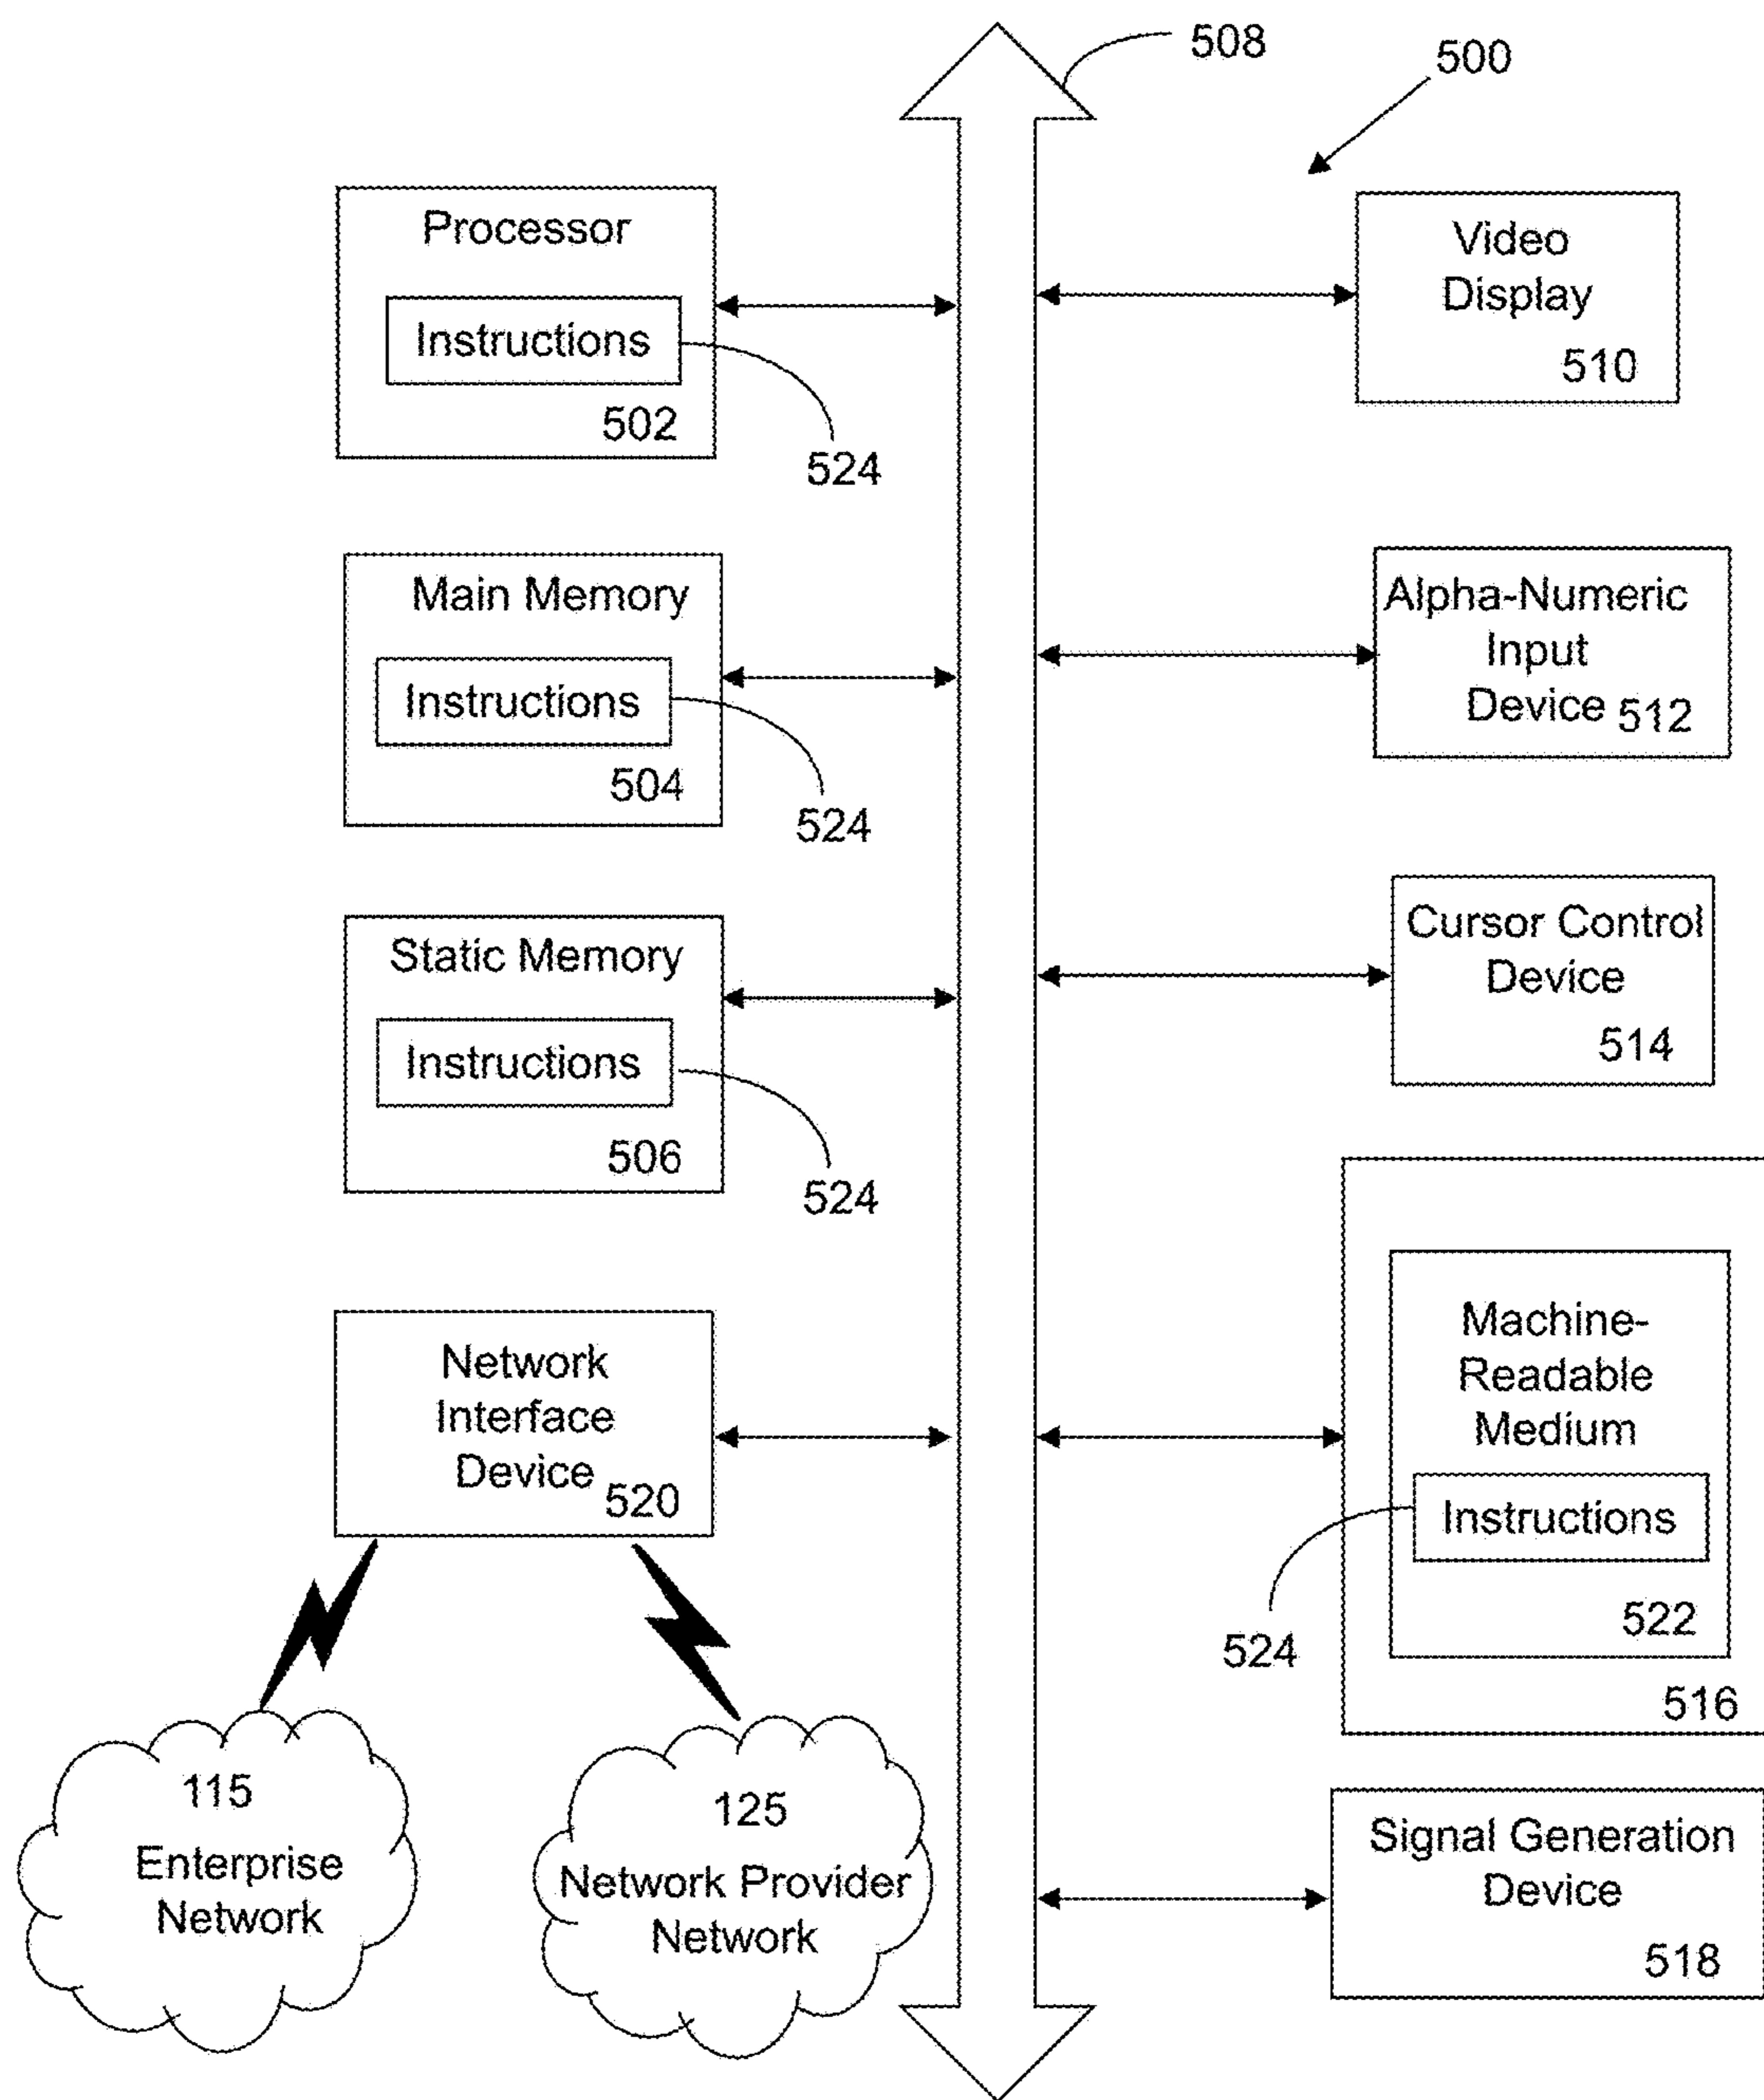 508
500
Processor
Instructions
502
524
Main Memory
Instructions
504
524
Static Memory
Instructions
506
524
Network
Interface
Device
520
115
Enterprise
Network
125
Network Provider
Network
Video
Display
510
Alpha-Numeric
Input
Device
512
Cursor Control
Device
514
Machine-
Readable
Medium
Instructions
522
524
516
Signal Generation
Device
518